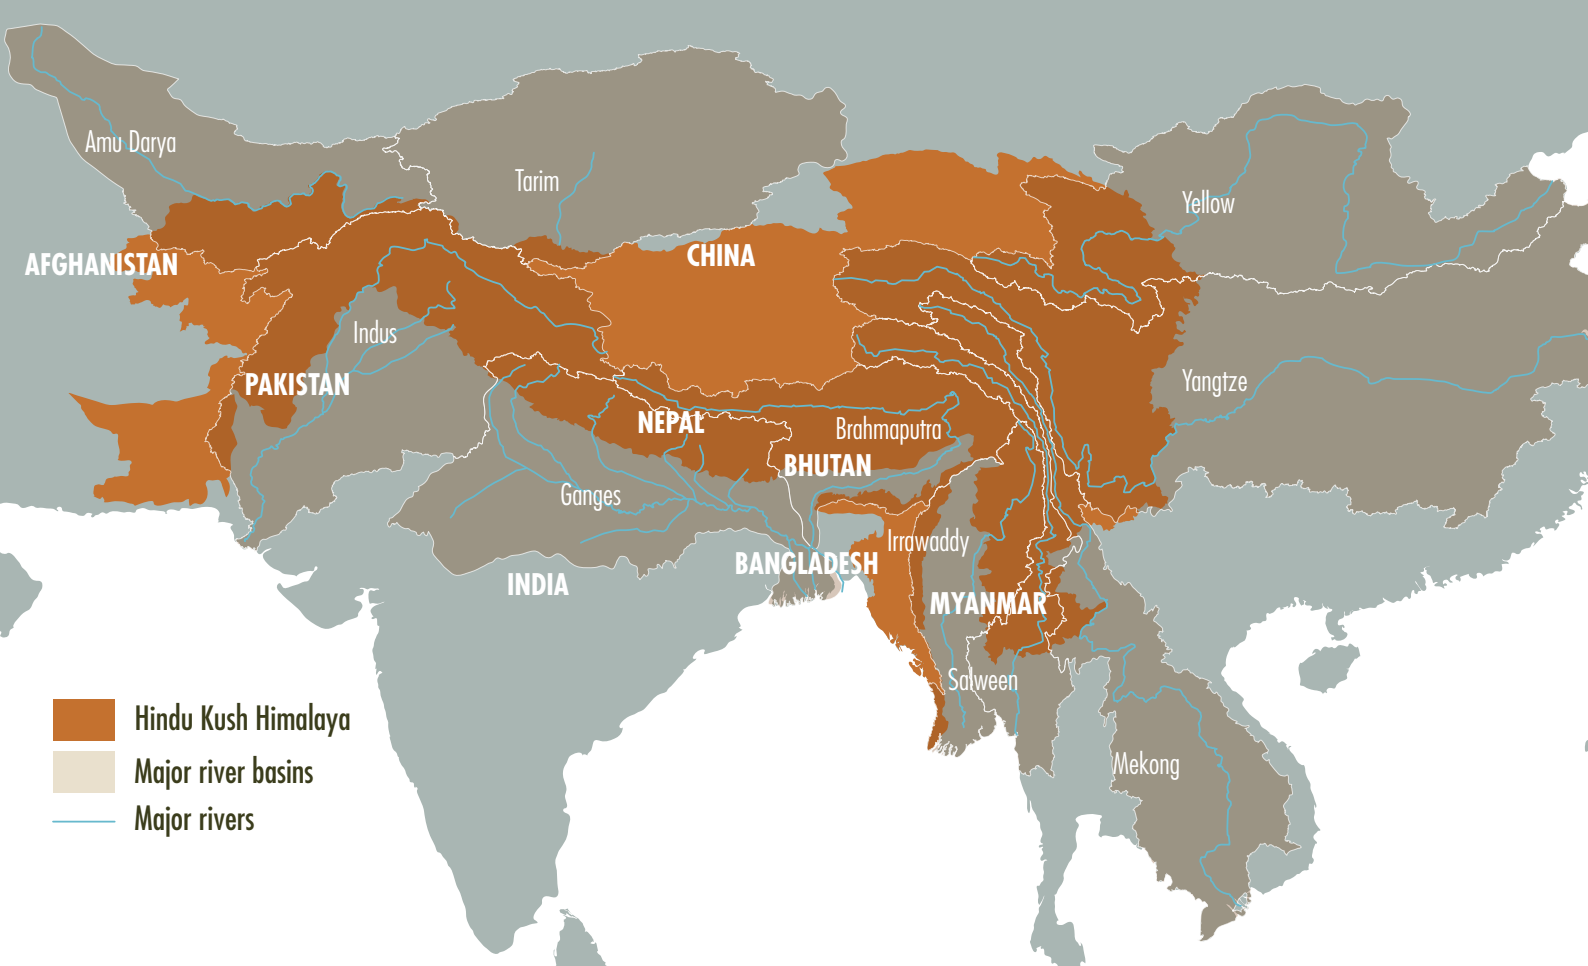 Amu Darya
Tarim
Yellow
AFGHANISTAN
CHINA
Indus
PAKISTAN
Yangtze
NEPAL
Brahmaputra
BHUTAN
Ganges
Irrawaddy
BANGLADESH
INDIA
MYANMAR
Salween
Mekong
Hindu Kush Himalaya
Major river basins
Major rivers